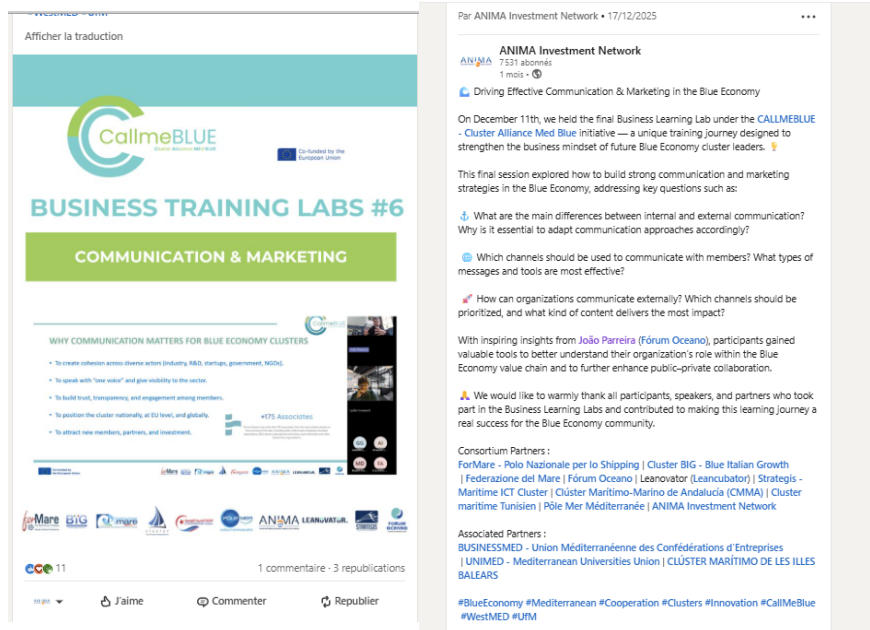 #WestMED #UfM
Afficher la traduction
CallmeBLUE
Cluster Alliance MED BLUE
Co-funded by the
European Union
BUSINESS TRAINING LABS #6
COMMUNICATION & MARKETING
CallmeBLUE
WHY COMMUNICATION MATTERS FOR BLUE ECONOMY CLUSTERS
• To create cohesion across diverse actors (industry, R&D, startups, government, NGOs).
• To speak with "one voice" and give visibility to the sector.
• To build trust, transparency, and engagement among members.
• To position the cluster nationally, at EU level, and globally.
• To attract new members, partners, and investment.
+175 Associates
GG
AI
MD
FA
forMare
BIG
mare
CLUSTER
ANIMA
LEANOVATOR.
STRATEGIS
FORUM
OCEANO
11
1 commentaire · 3 republications
J'aime
Commenter
Republier
Par ANIMA Investment Network • 17/12/2025
ANIMA
ANIMA Investment Network
7 531 abonnés
1 mois •
Driving Effective Communication & Marketing in the Blue Economy
On December 11th, we held the final Business Learning Lab under the CALLMEBLUE
- Cluster Alliance Med Blue initiative — a unique training journey designed to
strengthen the business mindset of future Blue Economy cluster leaders.
This final session explored how to build strong communication and marketing
strategies in the Blue Economy, addressing key questions such as:
What are the main differences between internal and external communication?
Why is it essential to adapt communication approaches accordingly?
Which channels should be used to communicate with members? What types of
messages and tools are most effective?
How can organizations communicate externally? Which channels should be
prioritized, and what kind of content delivers the most impact?
With inspiring insights from João Parreira (Fórum Oceano), participants gained
valuable tools to better understand their organization's role within the Blue
Economy value chain and to further enhance public–private collaboration.
We would like to warmly thank all participants, speakers, and partners who took
part in the Business Learning Labs and contributed to making this learning journey a
real success for the Blue Economy community.
Consortium Partners :
ForMare - Polo Nazionale per lo Shipping | Cluster BIG - Blue Italian Growth
| Federazione del Mare | Fórum Oceano | Leanovator (Leancubator) | Strategis -
Maritime ICT Cluster | Clúster Marítimo-Marino de Andalucía (CMMA) | Cluster
maritime Tunisien | Pôle Mer Méditerranée | ANIMA Investment Network
Associated Partners :
BUSINESSMED - Union Méditerranéenne des Confédérations d'Entreprises
| UNIMED - Mediterranean Universities Union | CLÚSTER MARÍTIMO DE LES ILLES
BALEARS
#BlueEconomy #Mediterranean #Cooperation #Clusters #Innovation #CallMeBlue
#WestMED #UfM